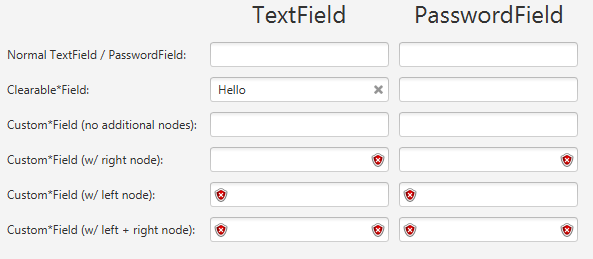 TextField PasswordField
Normal TextField / PasswordField:
Clearable*Field: Hello
Custom*Field (no additional nodes):
Custom*Field (w/ right node):
Custom*Field (w/ left node):
Custom*Field (w/ left + right node):